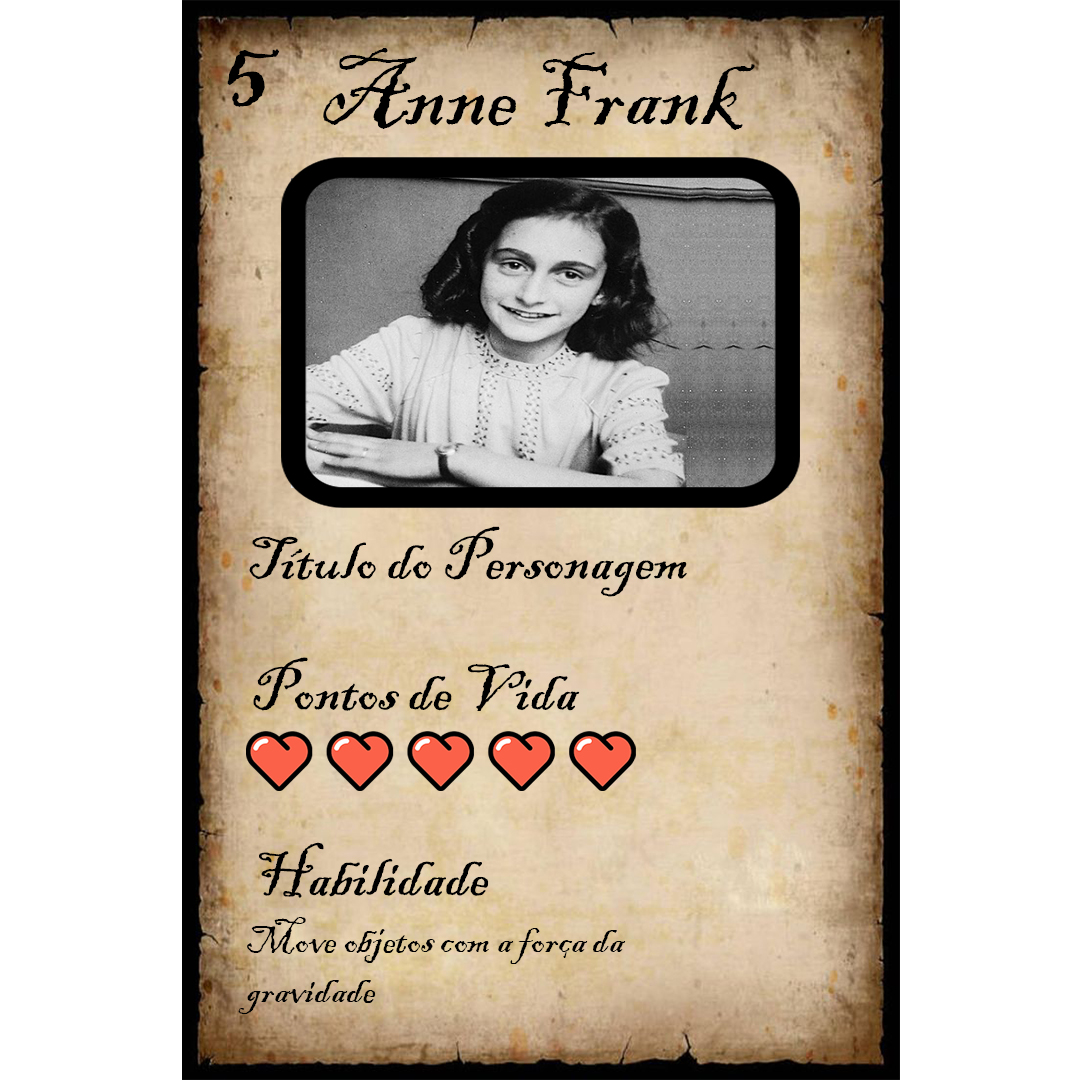 5 Anne Frank
Título do Personagem
Pontos de Vida
Habilidade
Move objetos com a força da
gravidade